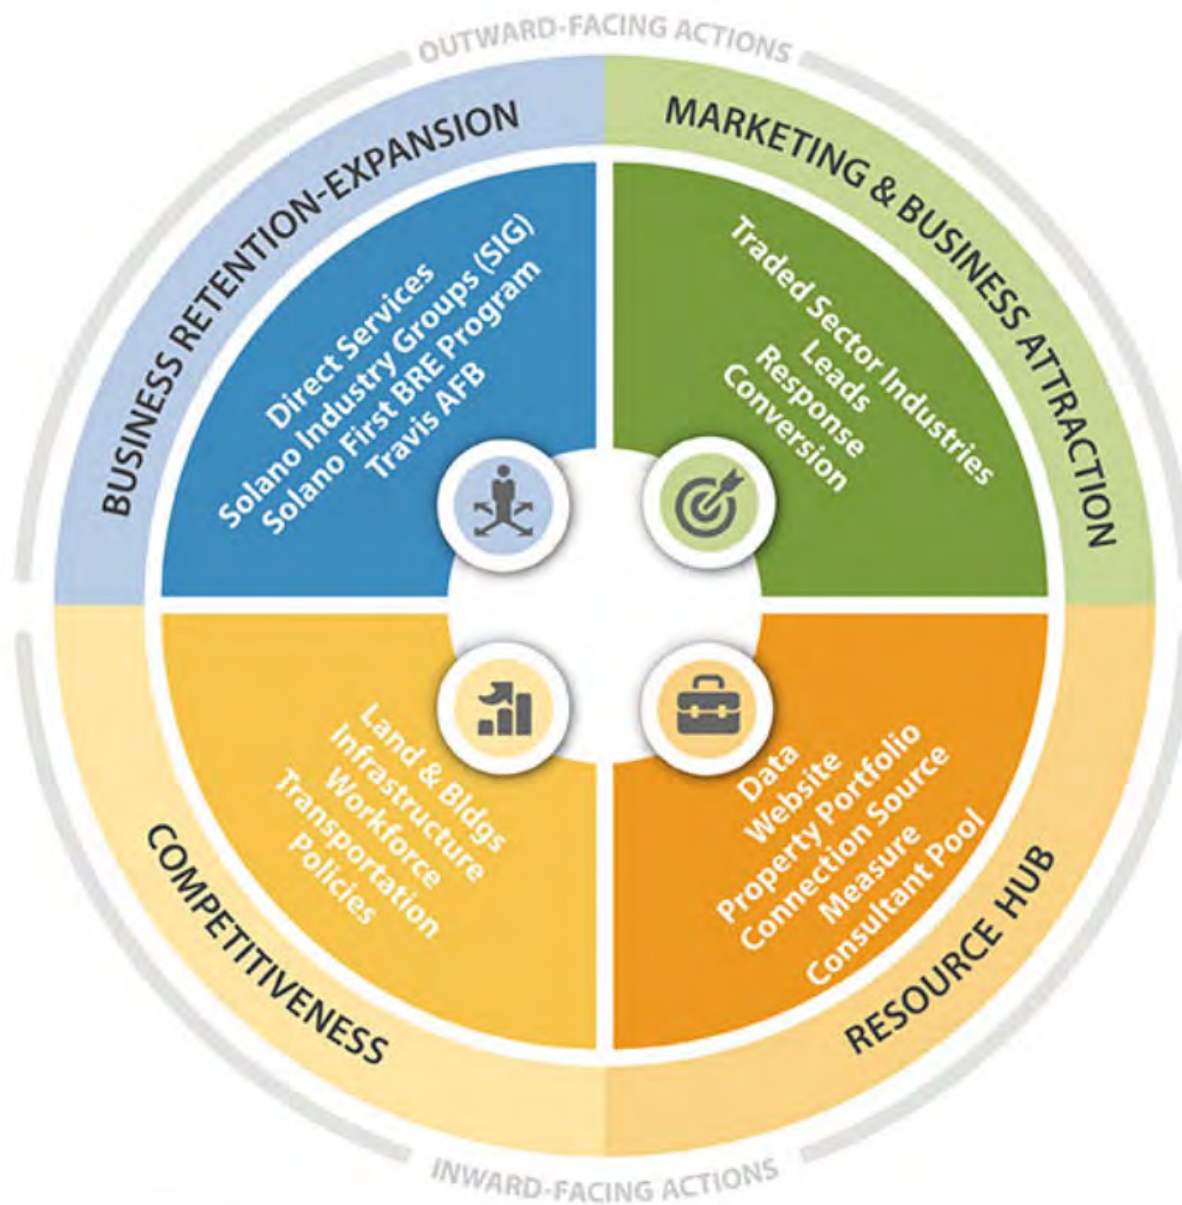 OUTWARD-FACING ACTIONS
BUSINESS RETENTION-EXPANSION
Direct Services
Solano Industry Groups (SIG)
Solano First BRE Program
Travis AFB
MARKETING & BUSINESS ATTRACTION
Traded Sector Industries
Leads
Response
Conversion
COMPETITIVENESS
Land & Bldgs
Infrastructure
Workforce
Transportation
Policies
RESOURCE HUB
Data
Website
Property Portfolio
Connection Source
Measure
Consultant Pool
INWARD-FACING ACTIONS